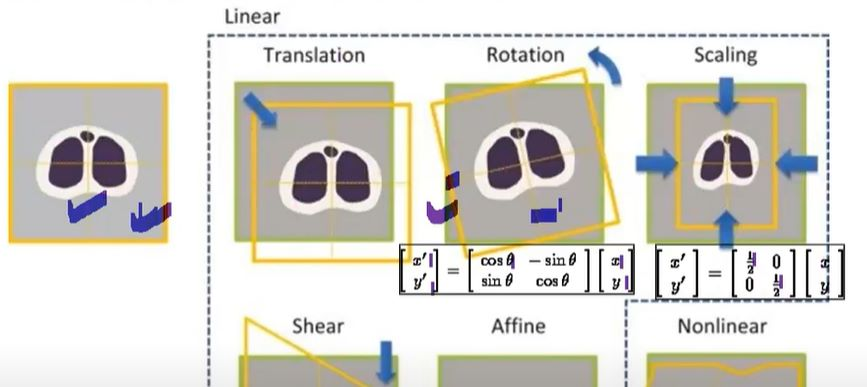 Linear
Translation Rotation Scaling
[x' y'] = [cos θ − sin θ sin θ cos θ] [x y]
[x' y'] = [1/2 0 0 1/2] [x y]
Shear Affine Nonlinear